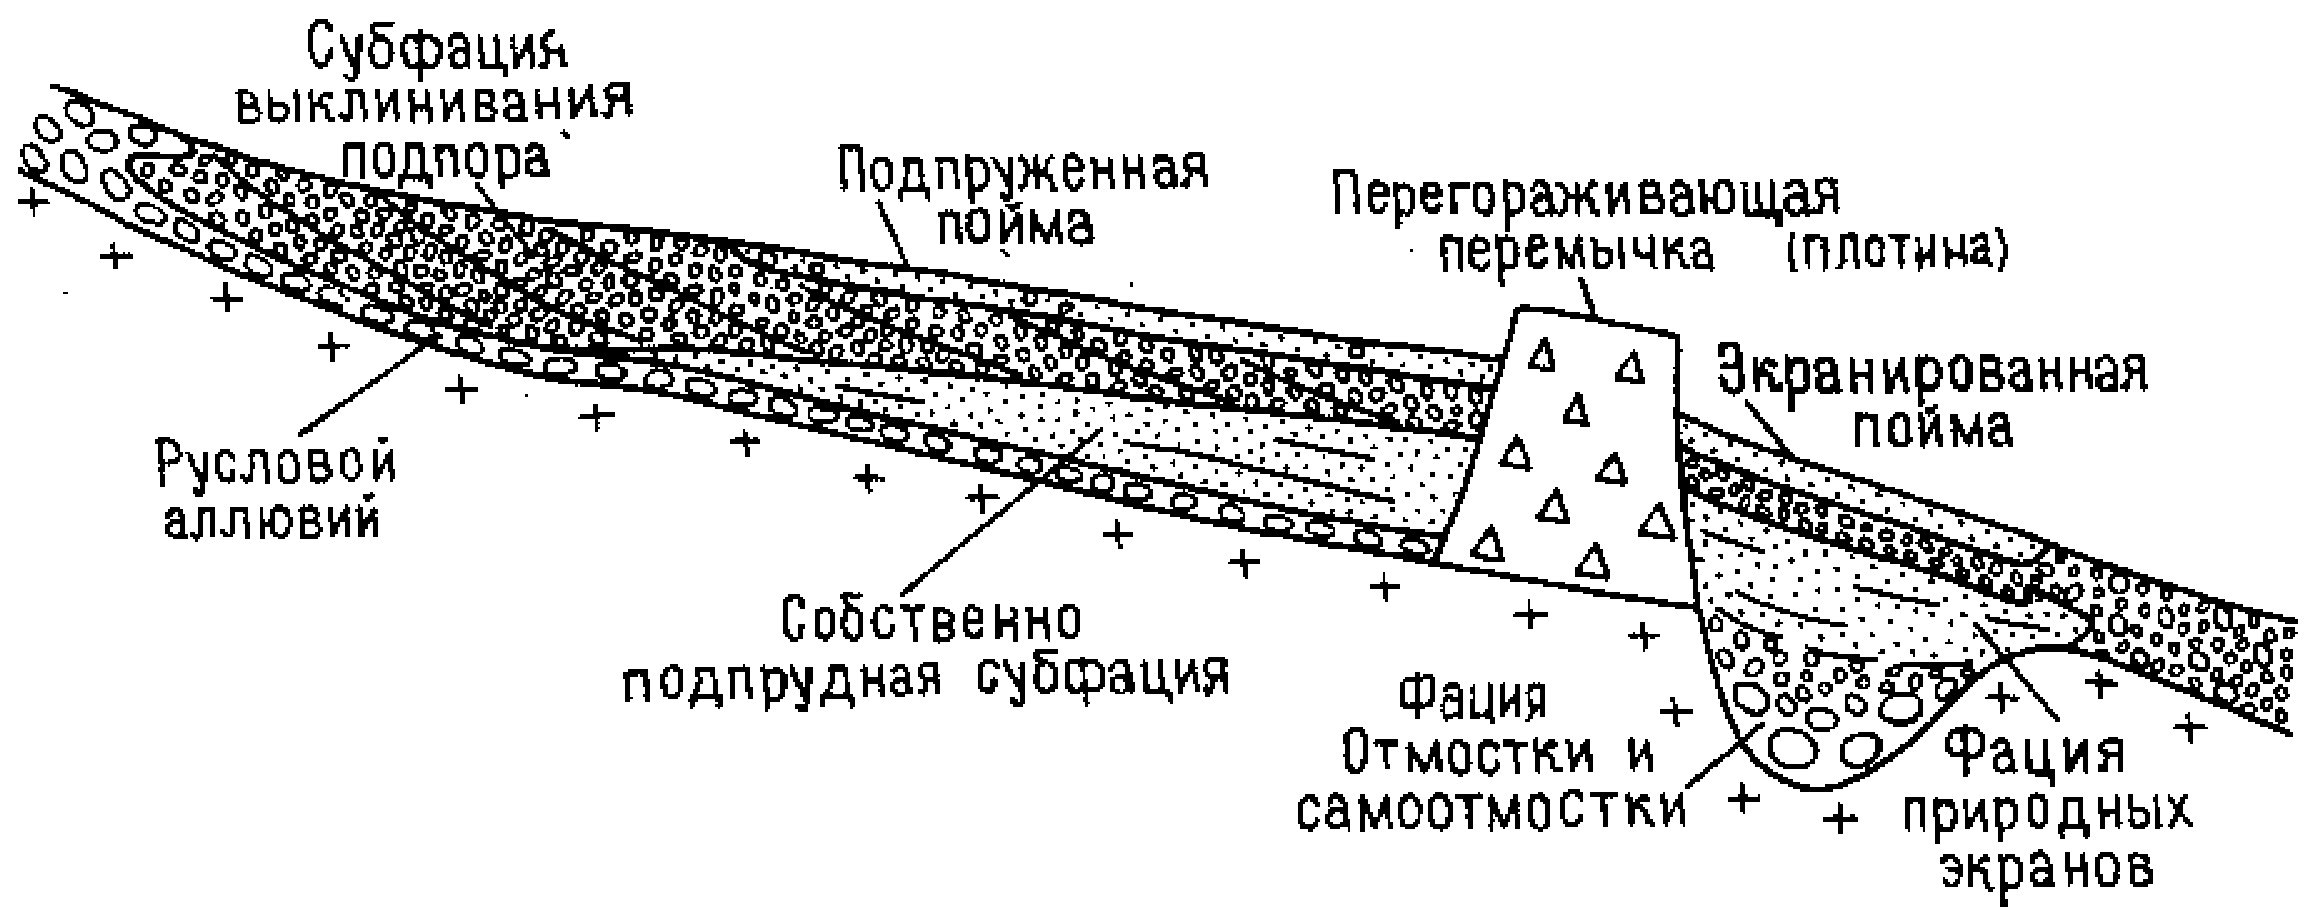 Субфация
выклинивания
подпора
Подпруженная
пойма
Перегораживающая
перемычка (плотина)
Экранированная
пойма
Русловой
аллювий
Собственно
подпрудная субфация
Фация
Отмостки и
самоотмостки
Фация
природных
экранов